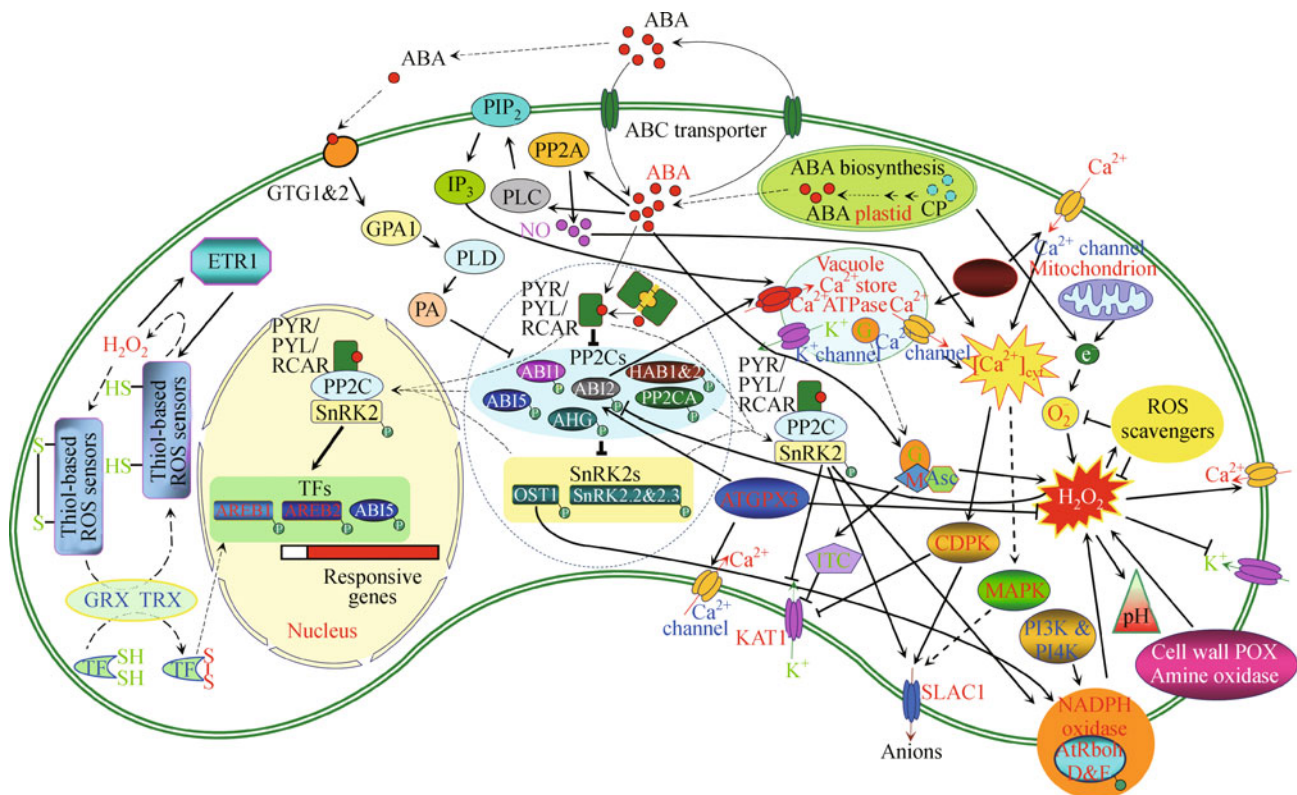 ABA
ABA
PIP2
ABC transporter
PP2A
GTG1&2
IP3
PLC
ABA
NO
ABA biosynthesis
ABA plastid
CP
Ca2+
GPA1
PLD
PA
ETR1
H2O2
HS
HS
S
S
Thiol-based
ROS sensors
Thiol-based
ROS sensors
GRX TRX
TF
SH
SH
TF
S
S
PYR/
PYL/
RCAR
PP2C
SnRK2
P
TFs
AREB1
P
AREB2
P
ABI5
P
Responsive
genes
Nucleus
PYR/
PYL/
RCAR
PP2Cs
ABI1
P
HAB1&2
P
ABI2
P
ABI5
P
PP2CA
P
AHG
P
SnRK2s
OST1
P
SnRK2.2&2.3
P
Vacuole
Ca2+store
Ca2+ATPase
Ca2+
K+
G
K+channel
Ca2+
channel
PYR/
PYL/
RCAR
PP2C
SnRK2
P
Ca2+ channel
Mitochondrion
[Ca2+]cyt
e
O2
ROS
scavengers
H2O2
Ca2+
K+
G
M
Asc
ATGPX3
ITC
CDPK
MAPK
PI3K &
PI4K
pH
Cell wall POX
Amine oxidase
Ca2+
Ca2+
channel
KAT1
K+
SLAC1
Anions
NADPH
oxidase
AtRboh
D&F